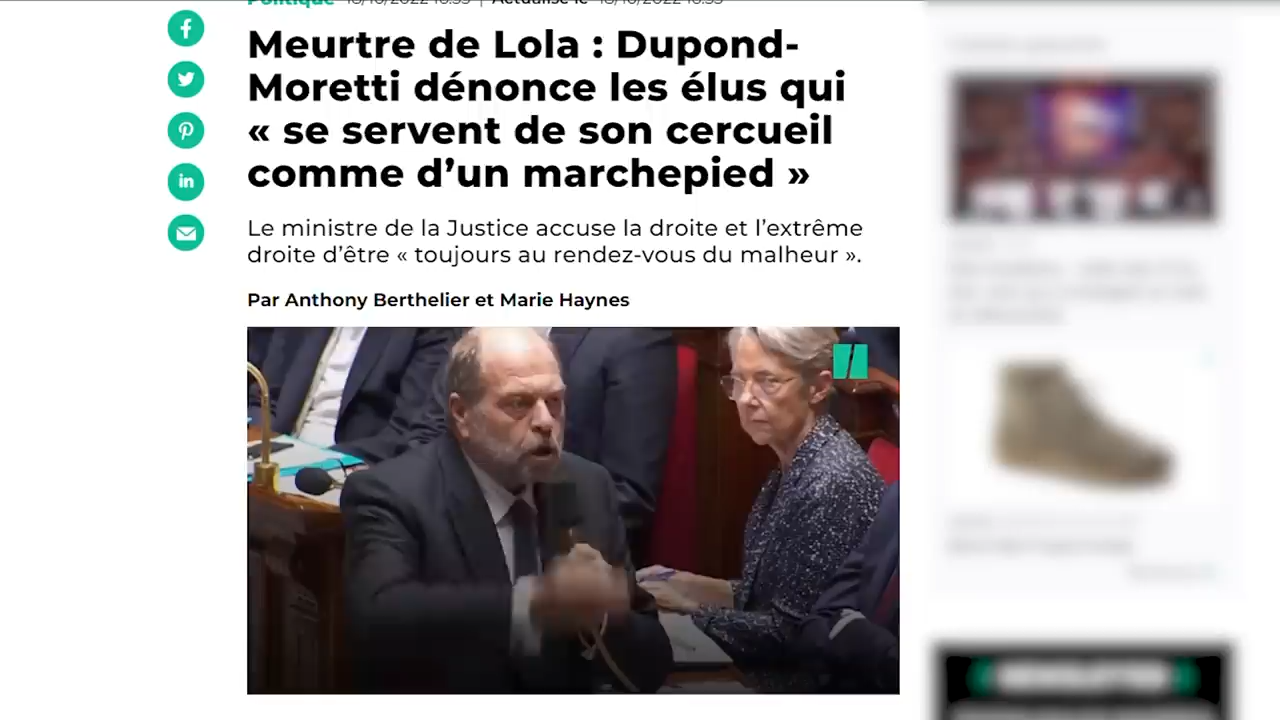 Meurtre de Lola : Dupond-
Moretti dénonce les élus qui
« se servent de son cercueil
comme d’un marchepied »
Le ministre de la Justice accuse la droite et l’extrême
droite d’être « toujours au rendez-vous du malheur ».
Par Anthony Berthelier et Marie Haynes